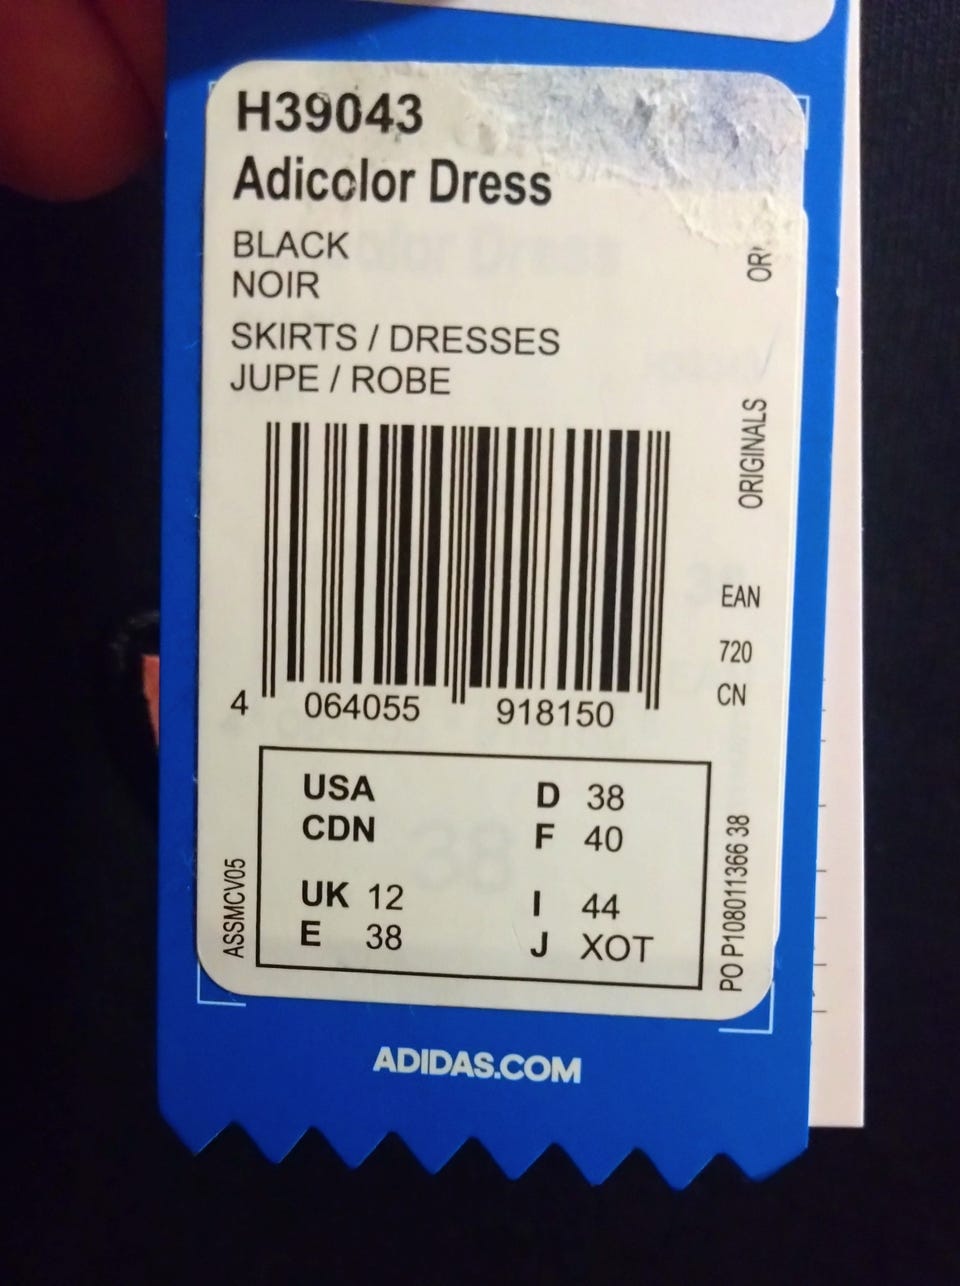 H39043
Adicolor Dress
BLACK
NOIR
SKIRTS / DRESSES
JUPE / ROBE
ORIGINALS
EAN
720
CN
4 064055 918150
USA
CDN
UK 12
E 38
D 38
F 40
I 44
J XOT
ASSMCV05
PO P108011366 38
ADIDAS.COM